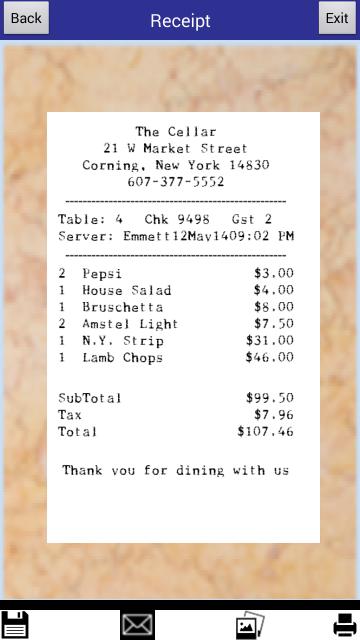 Back
Receipt
Exit
The Cellar
21 W Market Street
Corning, New York 14830
607-377-5552
Table: 4 Chk 9498 Gst 2
Server: Emmett12May1409:02 PM
2 Pepsi $3.00
1 House Salad $4.00
1 Bruschetta $8.00
2 Amstel Light $7.50
1 N.Y. Strip $31.00
1 Lamb Chops $46.00
SubTotal $99.50
Tax $7.96
Total $107.46
Thank you for dining with us